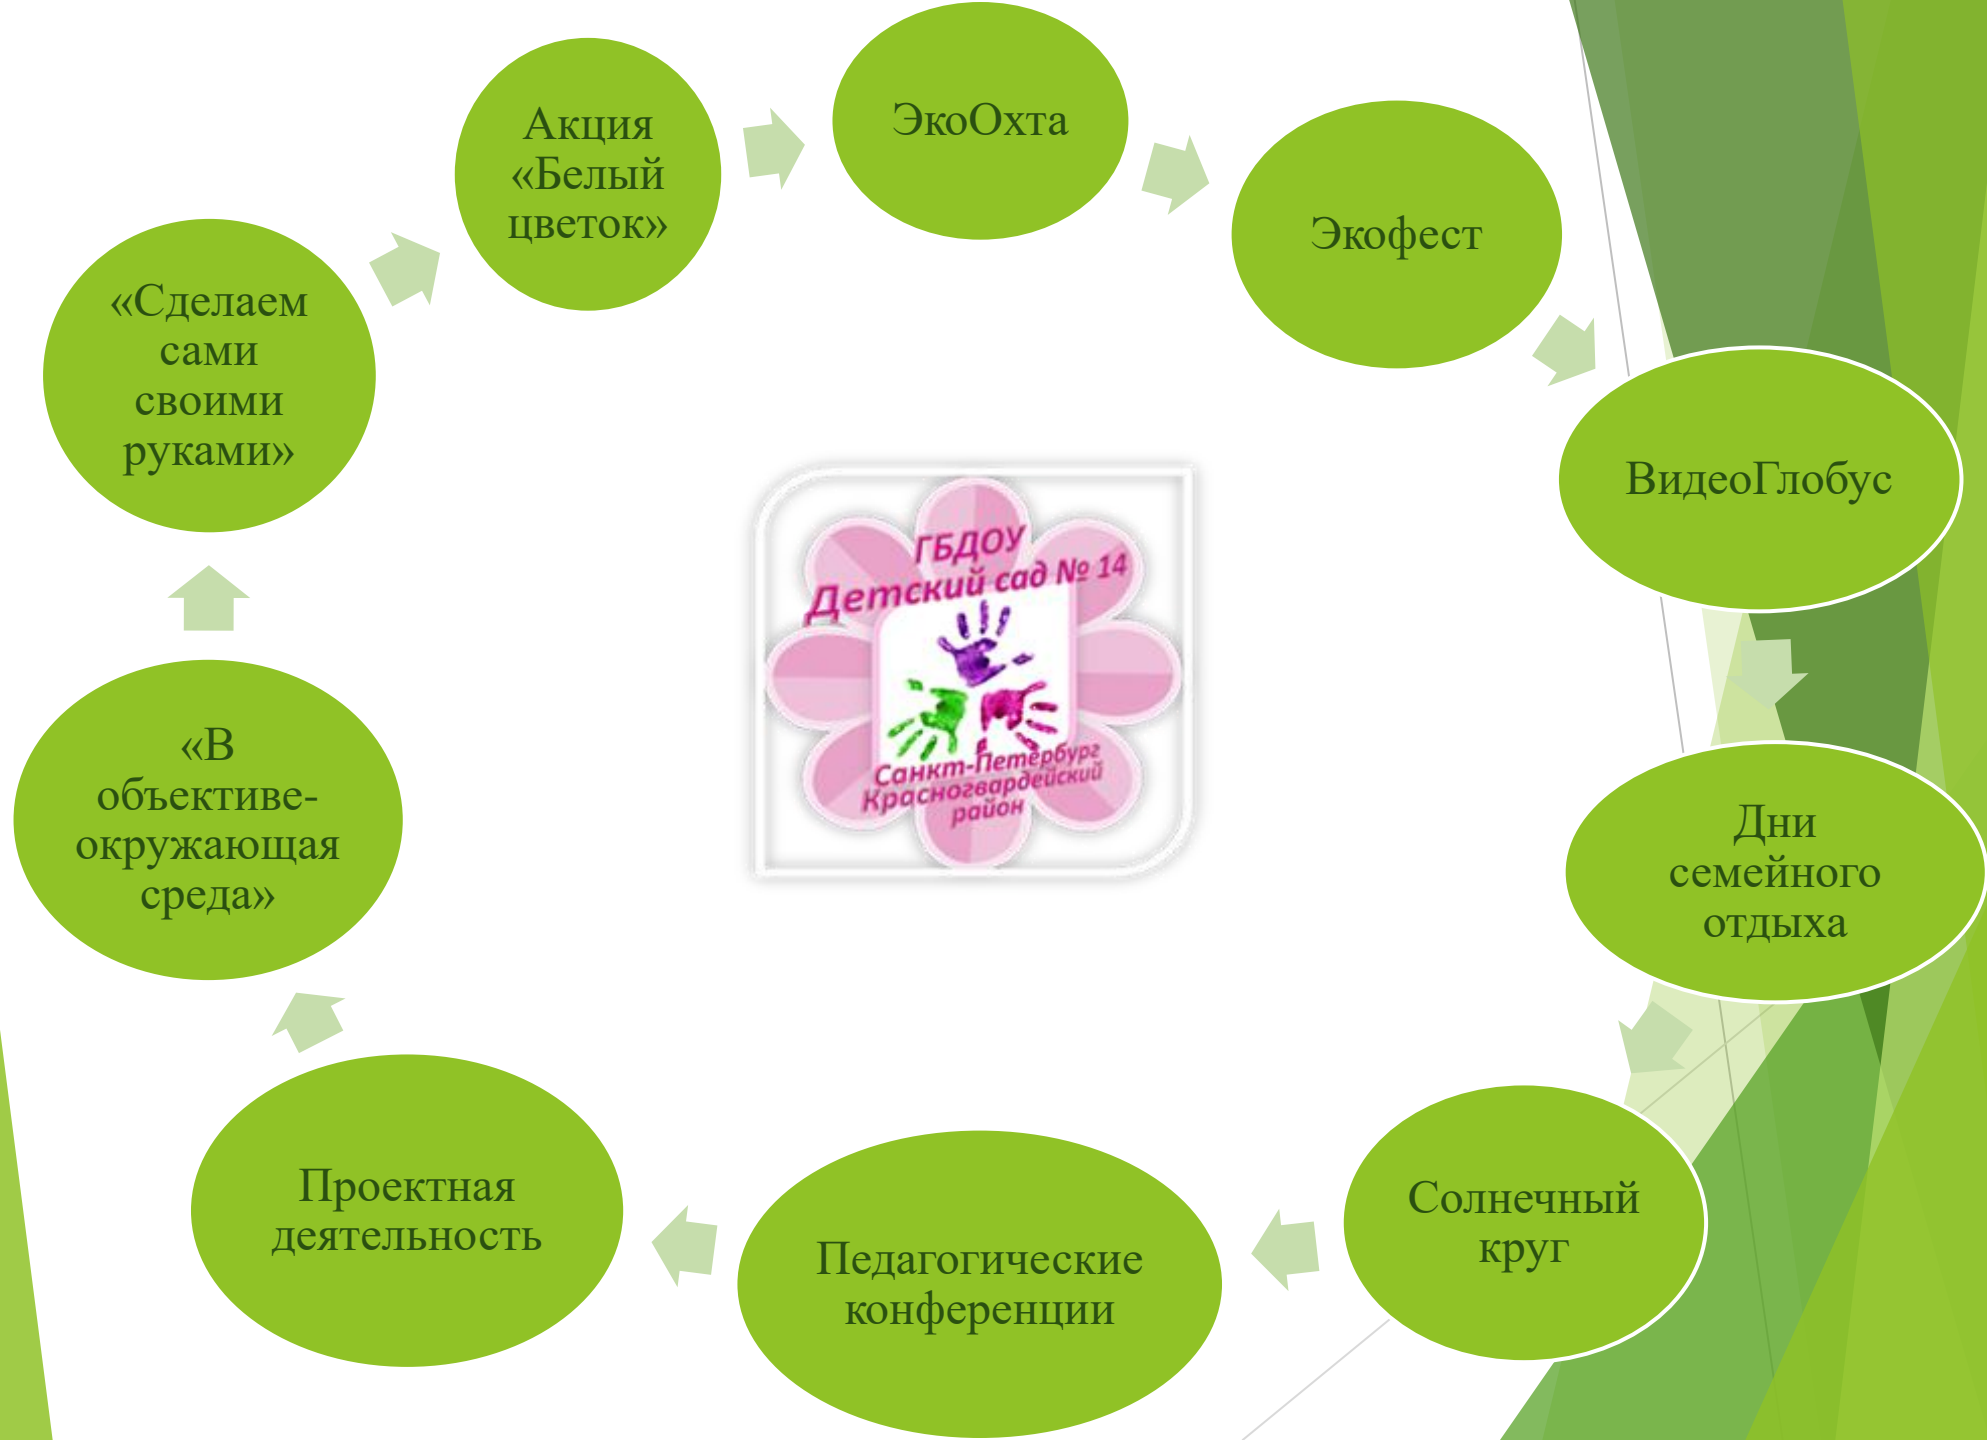 ЭкоОхта
Экофест
ВидеоГлобус
Дни
семейного
отдыха
Солнечный
круг
Педагогические
конференции
Проектная
деятельность
«В
объективе-
окружающая
среда»
«Сделаем
сами
своими
руками»
Акция
«Белый
цветок»
ГБДОУ
Детский сад № 14
Санкт-Петербург
Красногвардейский
район